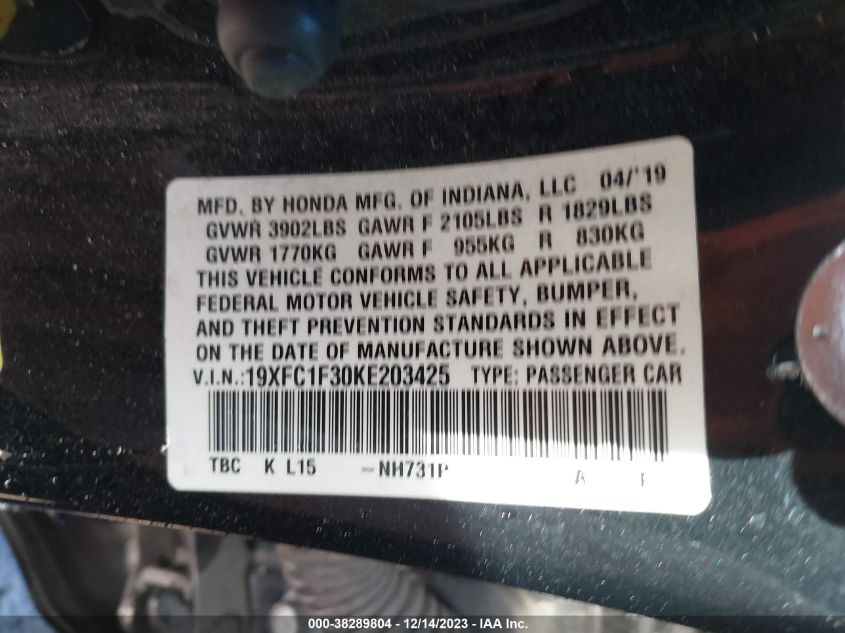 MFD. BY HONDA MFG. OF INDIANA, LLC 04/'19
GVWR 3902LBS GAWR F 2105LBS R 1829LBS
GVWR 1770KG GAWR F 955KG R 830KG
THIS VEHICLE CONFORMS TO ALL APPLICABLE
FEDERAL MOTOR VEHICLE SAFETY, BUMPER,
AND THEFT PREVENTION STANDARDS IN EFFECT
ON THE DATE OF MANUFACTURE SHOWN ABOVE.
V.I.N.:19XFC1F30KE203425 TYPE: PASSENGER CAR
TBC K L15 -NH731P A
000-38289804 - 12/14/2023 - IAA Inc.